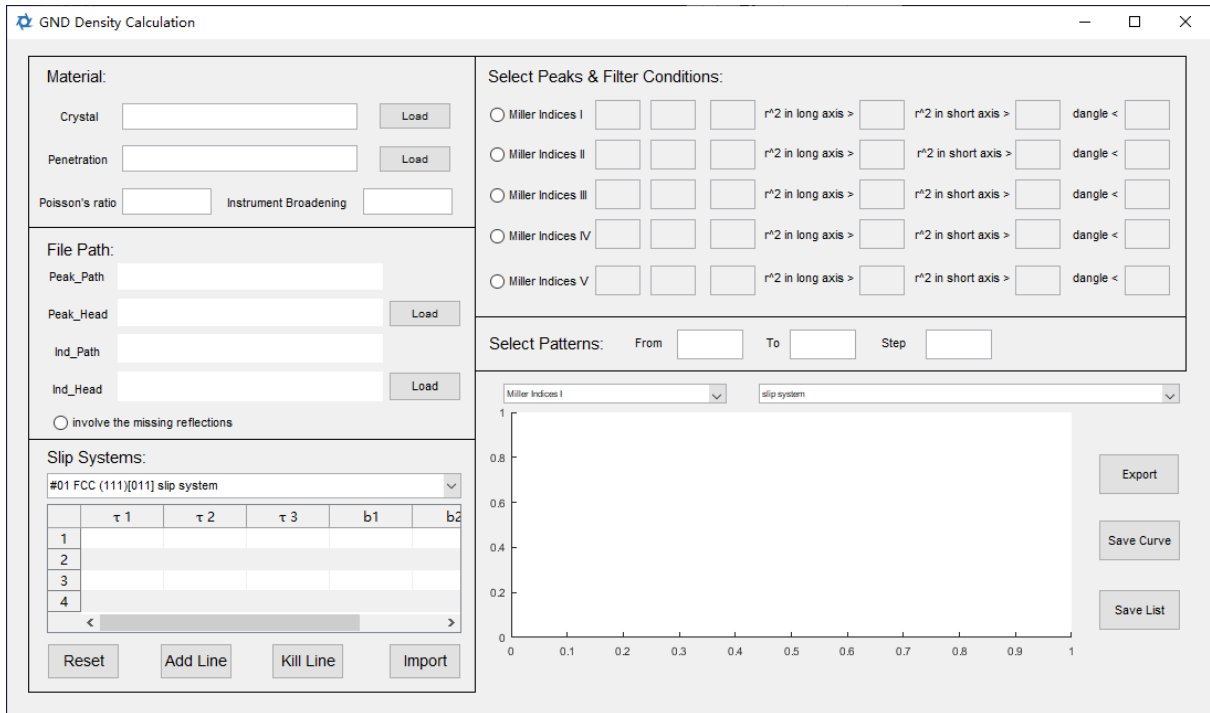 GND Density Calculation
Material:
Crystal
Load
Penetration
Load
Poisson's ratio
Instrument Broadening
File Path:
Peak_Path
Peak_Head
Load
Ind_Path
Ind_Head
Load
involve the missing reflections
Slip Systems:
#01 FCC (111)[011] slip system
τ 1 τ 2 τ 3 b1 b2
1
2
3
4
Reset Add Line Kill Line Import
Select Peaks & Filter Conditions:
Miller Indices I r^2 in long axis > r^2 in short axis > dangle <
Miller Indices II r^2 in long axis > r^2 in short axis > dangle <
Miller Indices III r^2 in long axis > r^2 in short axis > dangle <
Miller Indices IV r^2 in long axis > r^2 in short axis > dangle <
Miller Indices V r^2 in long axis > r^2 in short axis > dangle <
Select Patterns: From To Step
Miller Indices I slip system
1
0.8
0.6
0.4
0.2
0
0 0.1 0.2 0.3 0.4 0.5 0.6 0.7 0.8 0.9 1
Export
Save Curve
Save List